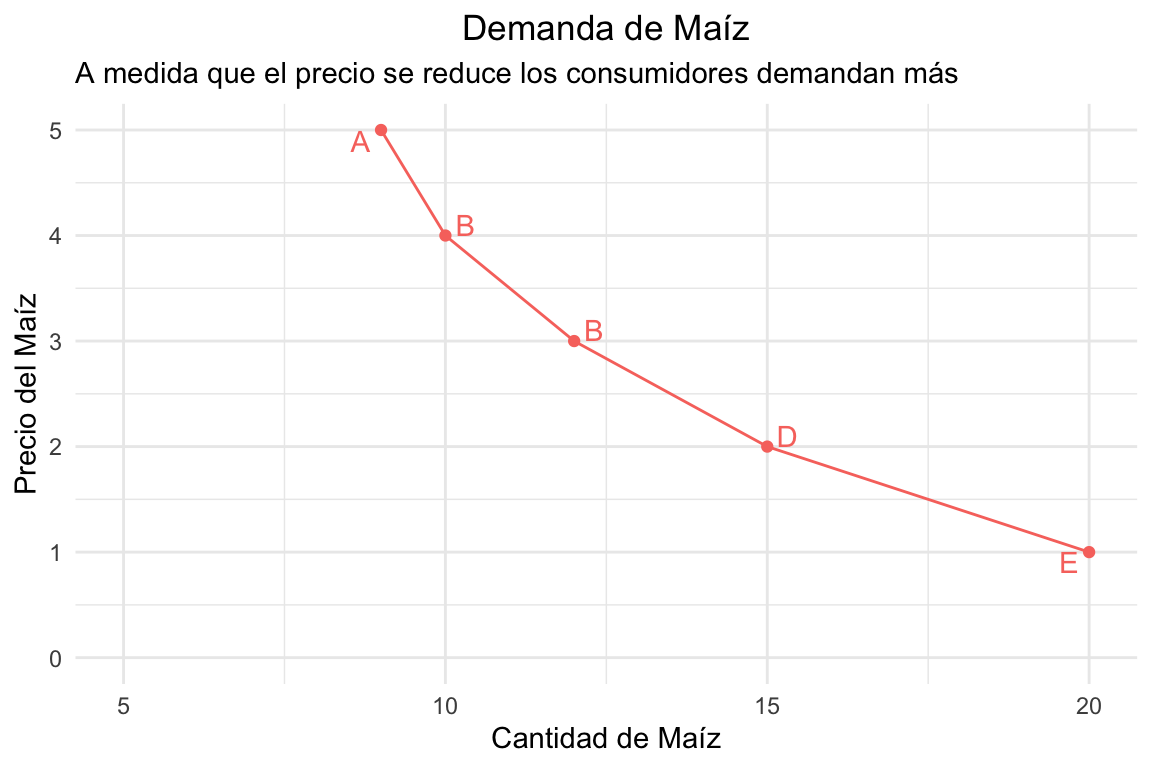 Demanda de Maíz
A medida que el precio se reduce los consumidores demandan más
Precio del Maíz
5
4
3
2
1
0
A
B
B
D
E
5
10
15
20
Cantidad de Maíz